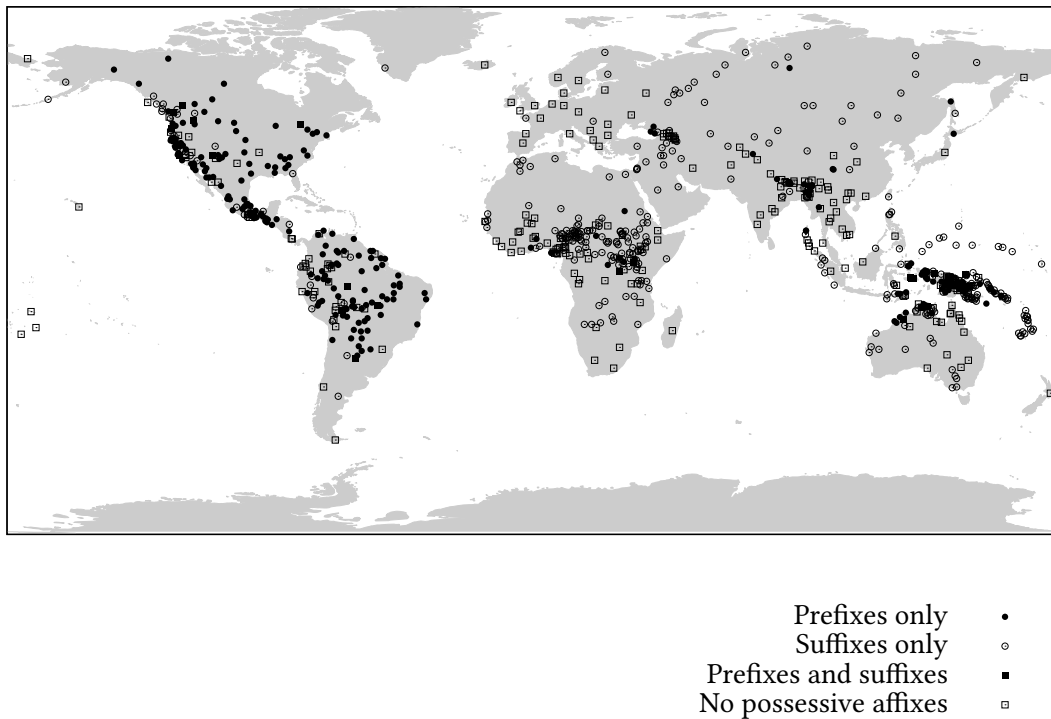 Prefixes only
Suffixes only
Prefixes and suffixes
No possessive affixes